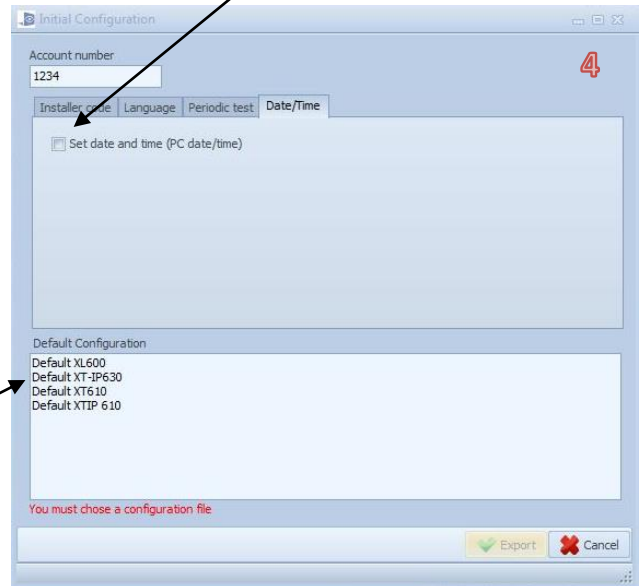 Initial Configuration
Account number
4
1234
Installer code Language Periodic test Date/Time
Set date and time (PC date/time)
Default Configuration
Default XL600
Default XT-IP630
Default XT610
Default XTIP 610
You must chose a configuration file
Export Cancel